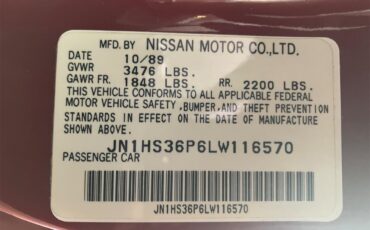 MFD. BY NISSAN MOTOR CO.,LTD.
DATE 10/89
GVWR 3476 LBS.
GAWR FR. 1848 LBS. RR. 2200 LBS.
THIS VEHICLE CONFORMS TO ALL APPLICABLE FEDERAL
MOTOR VEHICLE SAFETY ,BUMPER,AND THEFT PREVENTION
STANDARDS IN EFFECT ON THE DATE OF MANUFACTURE
SHOWN ABOVE.
JN1HS36P6LW116570
PASSENGER CAR
JN1HS36P6LW116570